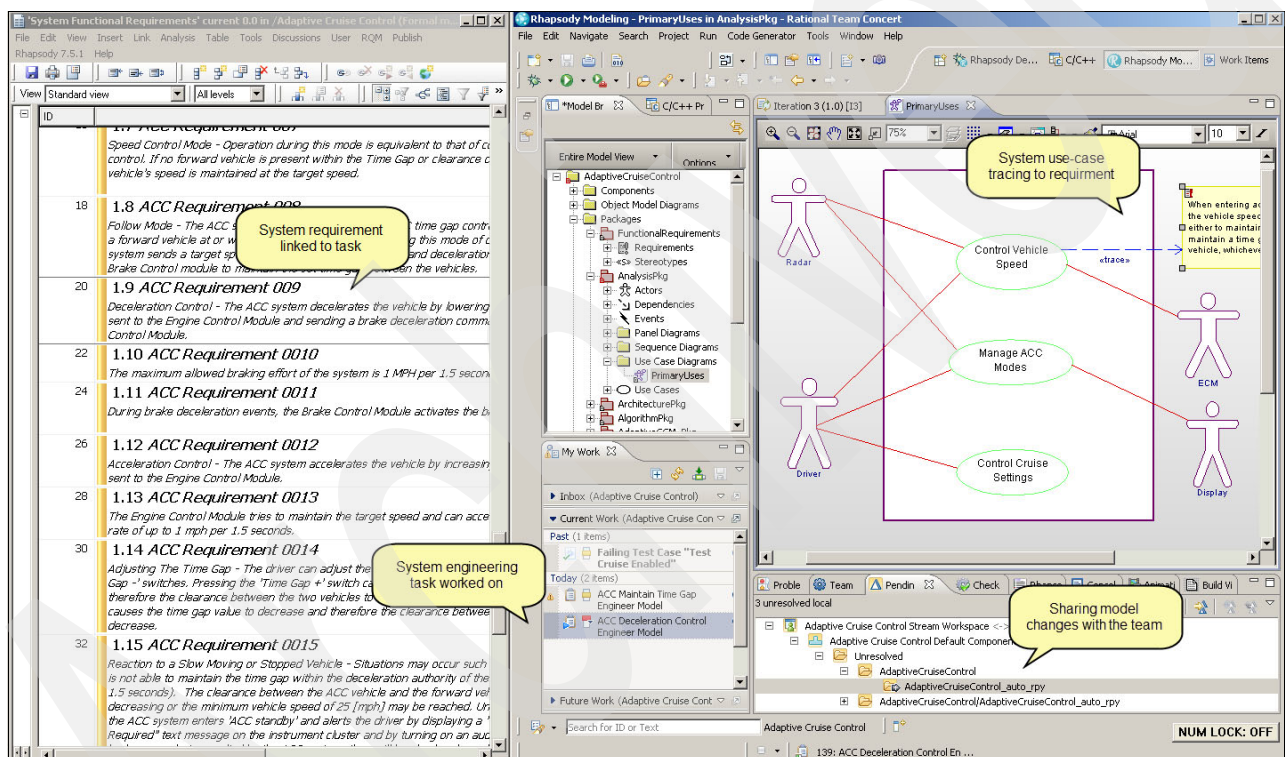 'System Functional Requirements' current 0.0 in /Adaptive Cruise Control (Formal m...
File Edit View Insert Link Analysis Table Tools Discussions User RQM Publish
Rhapsody 7.5.1 Help
View Standard view All levels
ID
Speed Control Mode - Operation during this mode is equivalent to that of
control. If no forward vehicle is present within the Time Gap or clearance
vehicle's speed is maintained at the target speed.
18 1.8 ACC Requirement 008
Follow Mode - The ACC time gap
a forward vehicle at or this mode of
system sends a target and deceleration
Brake Control module to between the vehicles.
System requirement
linked to task
20 1.9 ACC Requirement 009
Deceleration Control - The ACC system decelerates the vehicle by lowering
sent to the Engine Control Module and sending a brake deceleration
Control Module.
22 1.10 ACC Requirement 0010
The maximum allowed braking effort of the system is 1 MPH per 1.5
24 1.11 ACC Requirement 0011
During brake deceleration events, the Brake Control Module activates the
26 1.12 ACC Requirement 0012
Acceleration Control - The ACC system accelerates the vehicle by
sent to the Engine Control Module.
28 1.13 ACC Requirement 0013
The Engine Control Module tries to maintain the target speed and can
rate of up to 1 mph per 1.5 seconds.
30 1.14 ACC Requirement 0014
Adjusting The Time Gap - The driver can adjust the
Gap -' switches. Pressing the 'Time Gap +' switch
therefore the clearance between the two vehicles to
causes the time gap value to decrease and therefore the clearance
decrease.
32 1.15 ACC Requirement 0015
Reaction to a Slow Moving or Stopped Vehicle - Situations may occur such
is not able to maintain the time gap within the deceleration authority of the
1.5 seconds). The clearance between the ACC vehicle and the forward
decreasing or the minimum vehicle speed of 25 [mph] may be reached.
the ACC system enters 'ACC standby' and alerts the driver by displaying a "
Required" text message on the instrument cluster and by turning on an
Rhapsody Modeling - PrimaryUses in AnalysisPkg - Rational Team Concert
File Edit Navigate Search Project Run Code Generator Tools Window Help
Rhapsody De... C/C++ Rhapsody Mo... Work Items
*Model Br C/C++ Pr
Entire Model View Options
AdaptiveCruiseControl
Components
Object Model Diagrams
Packages
FunctionalRequirements
Requirements
«S» Stereotypes
AnalysisPkg
Actors
Dependencies
Events
Panel Diagrams
Sequence Diagrams
Use Case Diagrams
PrimaryUses
Use Cases
ArchitecturePkg
AlgorithmPkg
My Work
Inbox (Adaptive Cruise Control)
Current Work (Adaptive Cruise Con
Past (1 items)
Failing Test Case "Test
Cruise Enabled"
Today (2 items)
ACC Maintain Time Gap
Engineer Model
ACC Deceleration Control
Engineer Model
Future Work (Adaptive Cruise Cont
System engineering
task worked on
Iteration 3 (1.0) [13] PrimaryUses
75% Arial 10
System use-case
tracing to requirment
When entering
the vehicle
either to maintain
maintain a time
vehicle,
Radar
Control Vehicle
Speed
«trace»
Manage ACC
Modes
ECM
Driver
Control Cruise
Settings
Display
Proble Team Pendin Check Build Vi
3 unresolved local
Adaptive Cruise Control Stream Workspace
Adaptive Cruise Control Default
Unresolved
AdaptiveCruiseControl
AdaptiveCruiseControl_auto_rpy
AdaptiveCruiseControl/AdaptiveCruiseControl_auto_rpy
Sharing model
changes with the team
Search for ID or Text Adaptive Cruise Control
NUM LOCK: OFF
139: ACC Deceleration Control En ...